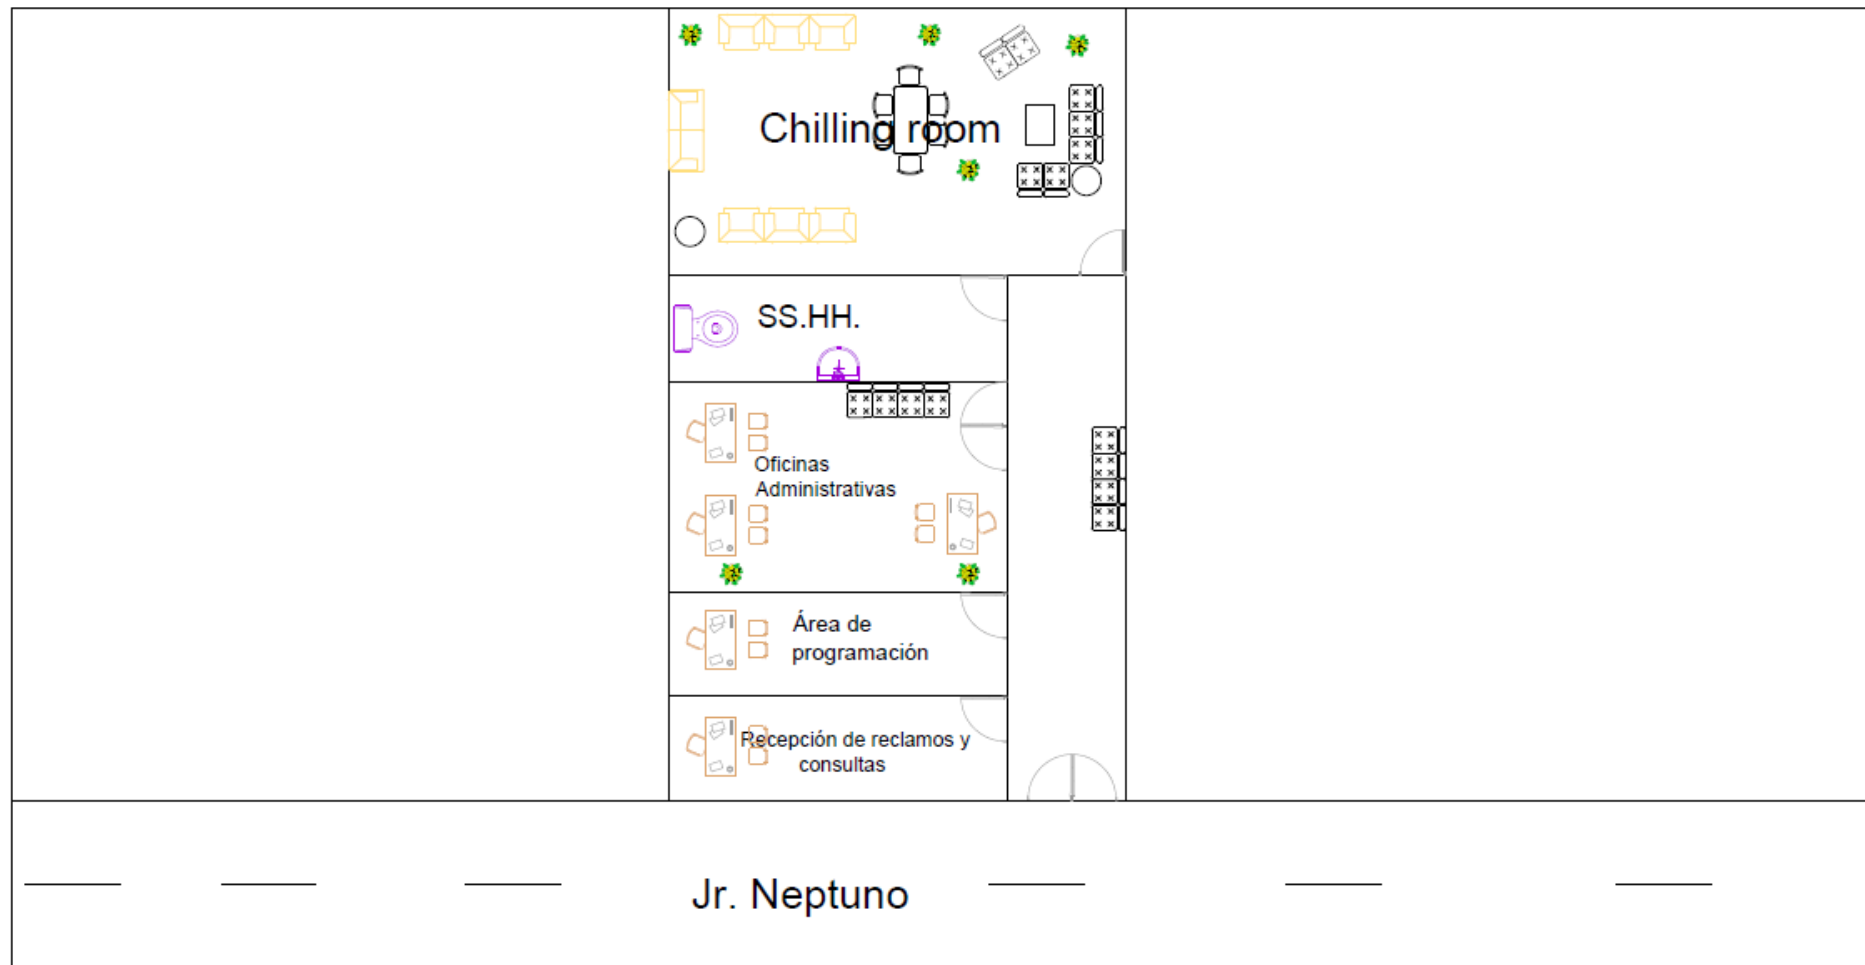 Chilling room
SS.HH.
Oficinas
Administrativas
Área de
programación
Recepción de reclamos y
consultas
Jr. Neptuno